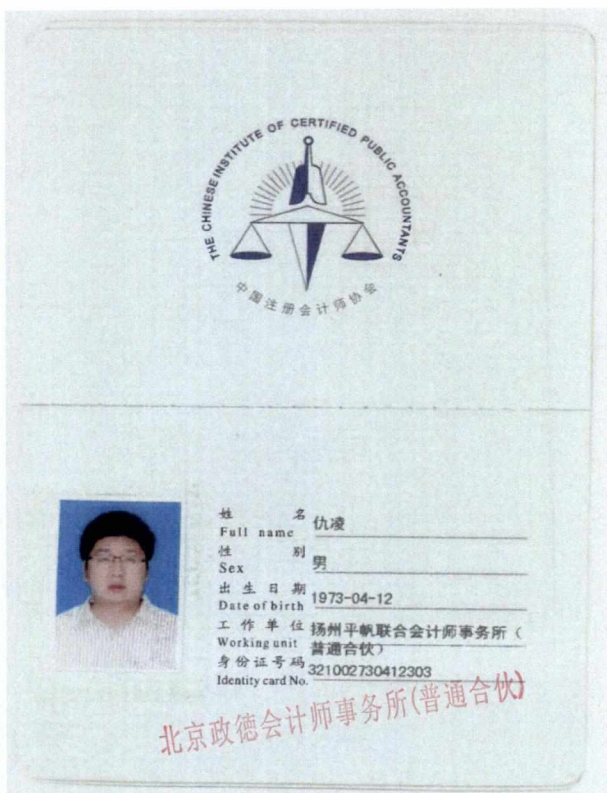 THE CHINESE INSTITUTE OF CERTIFIED PUBLIC ACCOUNTANTS
中国注册会计师协会
姓 名 仇凌
Full name
性 别 男
Sex
出生日期 1973-04-12
Date of birth
工作单位 扬州平帆联合会计师事务所（
Working unit 普通合伙）
身份证号码 321002730412303
Identity card No.
北京政德会计师事务所(普通合伙)